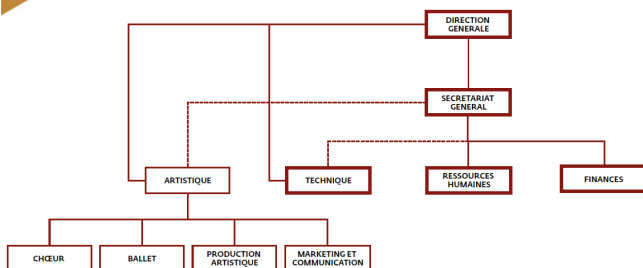 DIRECTION
GENERALE
SECRETARIAT
GENERAL
ARTISTIQUE
TECHNIQUE
RESSOURCES
HUMAINES
FINANCES
CHŒUR
BALLET
PRODUCTION
ARTISTIQUE
MARKETING ET
COMMUNICATION